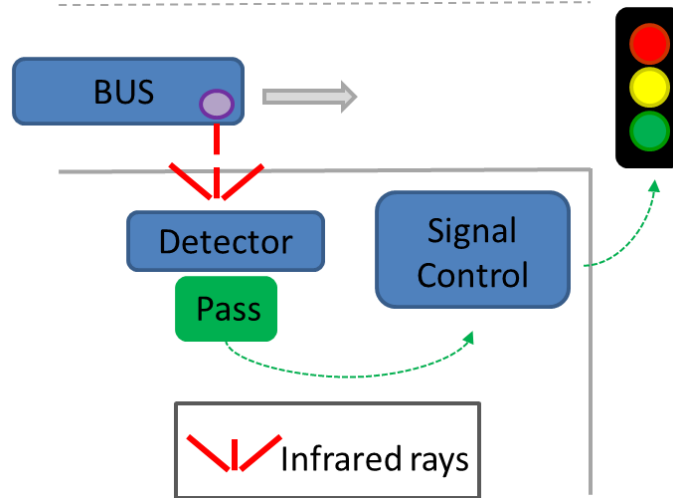 BUS
Detector
Pass
Signal
Control
Infrared rays